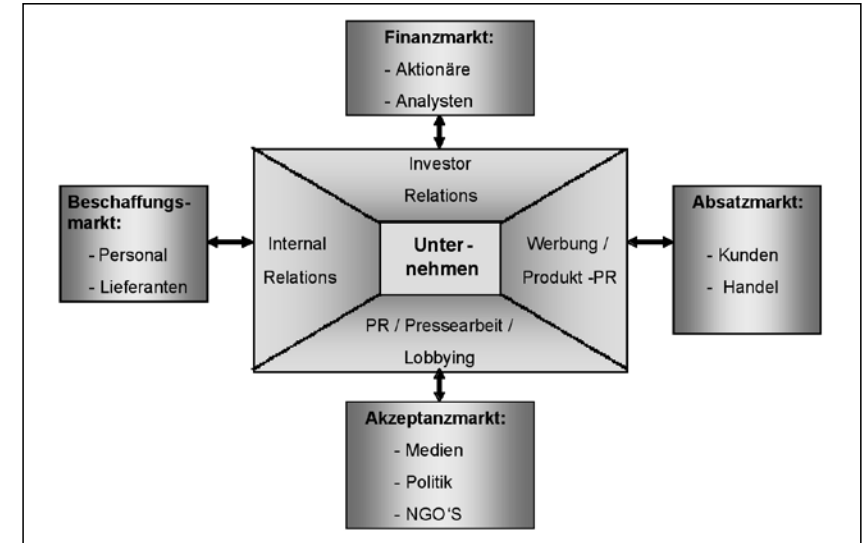 Finanzmarkt:
- Aktionäre
- Analysten
Investor
Relations
Beschaffungs-
markt:
- Personal
- Lieferanten
Internal
Relations
Unter-
nehmen
Werbung /
Produkt -PR
Absatzmarkt:
- Kunden
- Handel
PR / Pressearbeit /
Lobbying
Akzeptanzmarkt:
- Medien
- Politik
- NGO'S